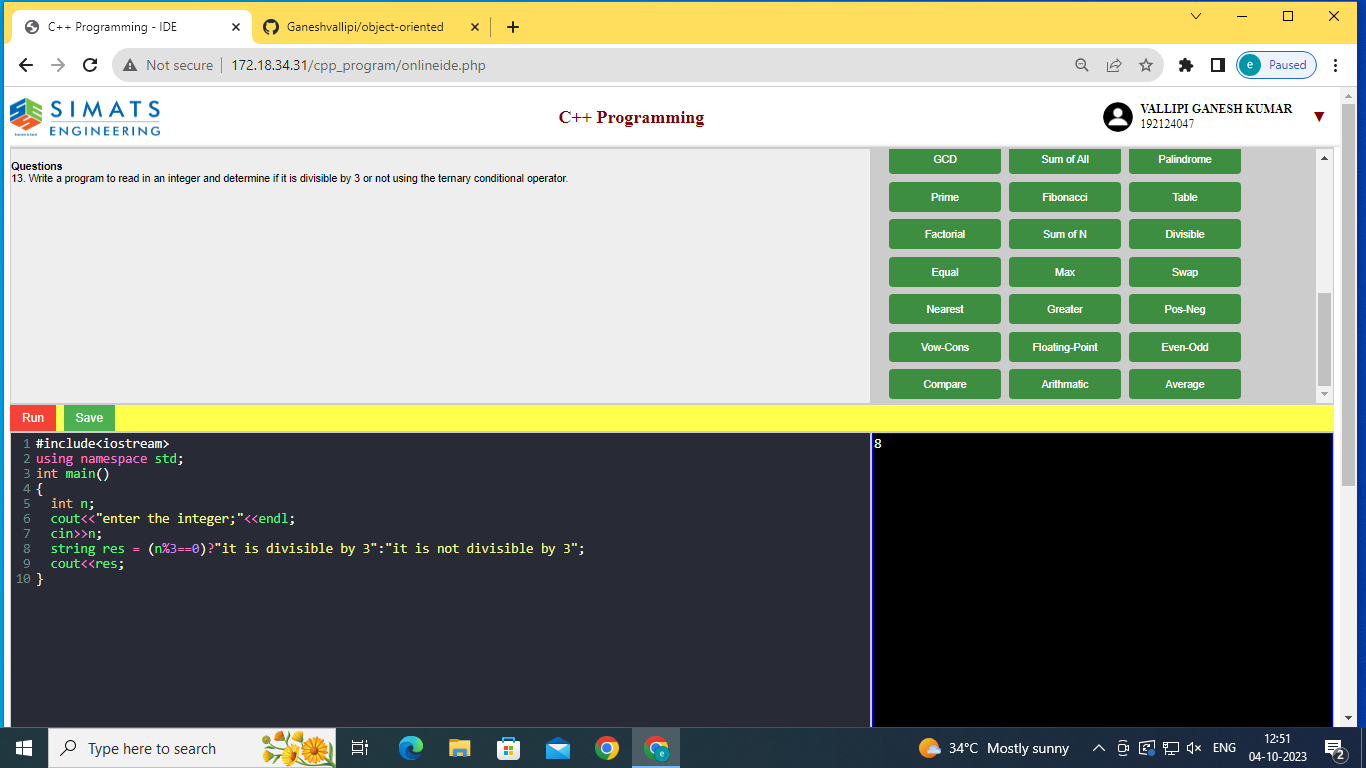 C++ Programming - IDE
Ganeshvallipi/object-oriented
Not secure
172.18.34.31/cpp_program/onlineide.php
e Paused
SIMATS
ENGINEERING
C++ Programming
VALLIPI GANESH KUMAR
192124047
Questions
13. Write a program to read in an integer and determine if it is divisible by 3 or not using the ternary conditional operator.
GCD Sum of All Palindrome
Prime Fibonacci Table
Factorial Sum of N Divisible
Equal Max Swap
Nearest Greater Pos-Neg
Vow-Cons Floating-Point Even-Odd
Compare Arithmatic Average
Run Save
1 #include<iostream>
2 using namespace std;
3 int main()
4 {
5 int n;
6 cout<<"enter the integer;"<<endl;
7 cin>>n;
8 string res = (n%3==0)?"it is divisible by 3":"it is not divisible by 3";
9 cout<<res;
10 }
8
Type here to search
34°C Mostly sunny
ENG
12:51
04-10-2023
2